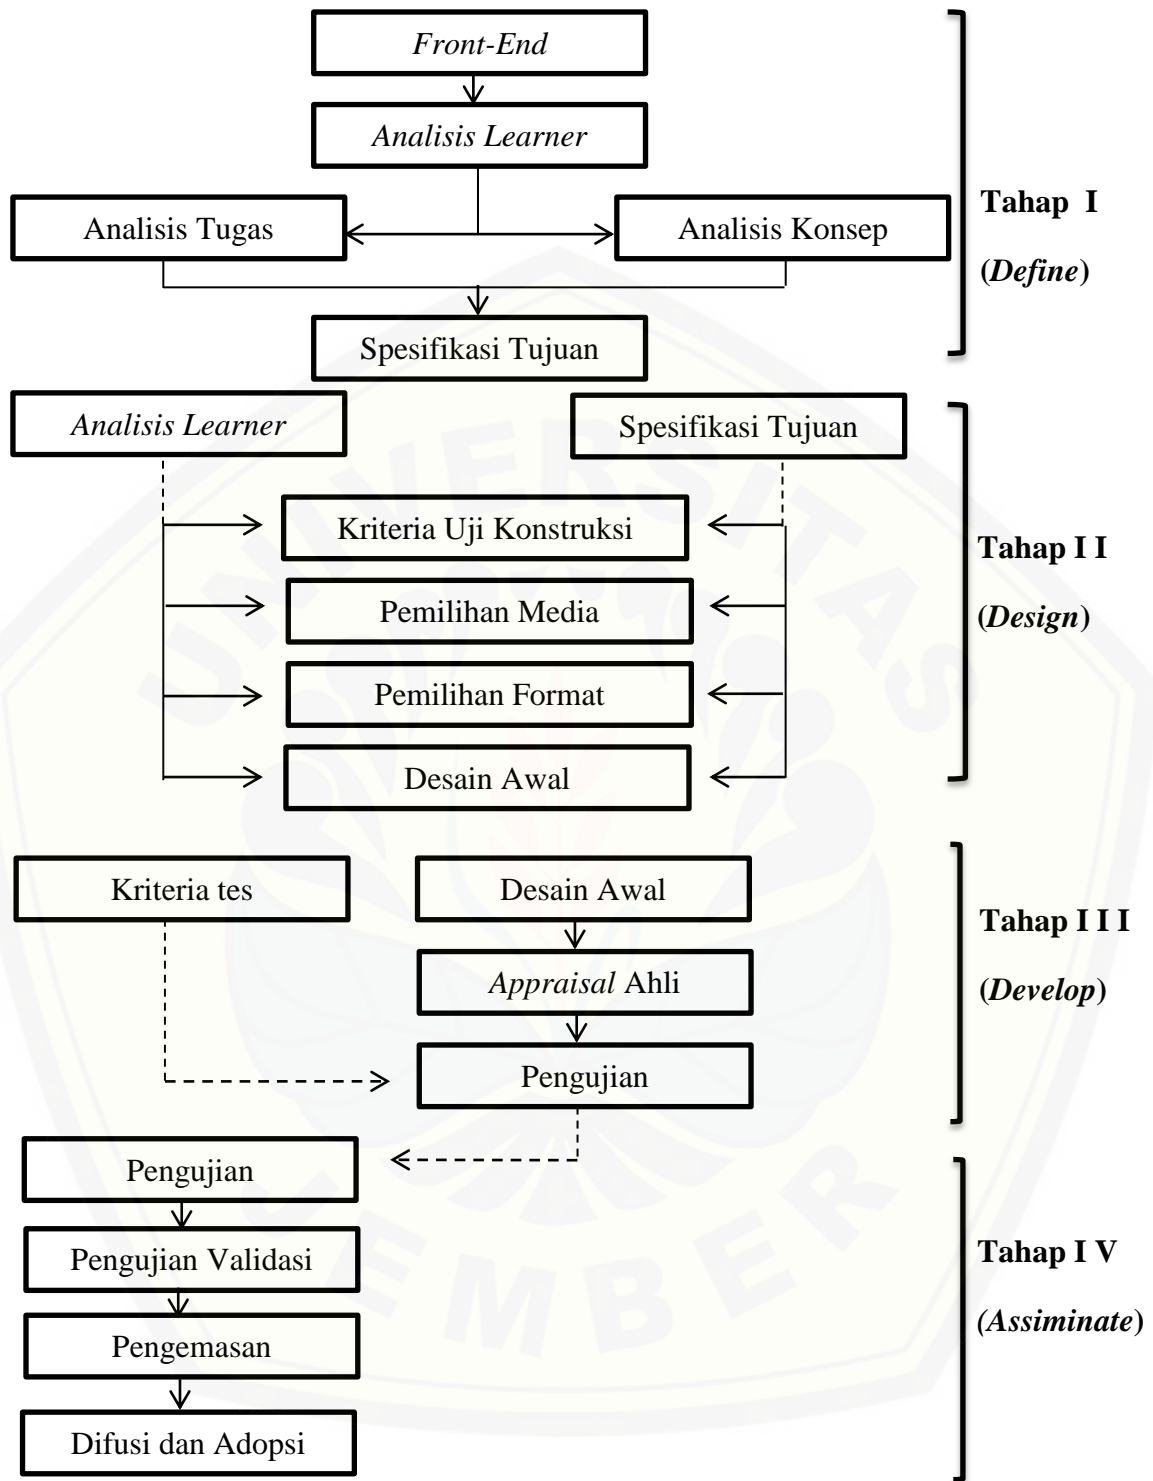 Front-End
Analisis Learner
Analisis Tugas
Analisis Konsep
Spesifikasi Tujuan
Tahap I
(Define)
Analisis Learner
Spesifikasi Tujuan
Kriteria Uji Konstruksi
Pemilihan Media
Pemilihan Format
Desain Awal
Tahap I I
(Design)
Kriteria tes
Desain Awal
Appraisal Ahli
Pengujian
Tahap I I I
(Develop)
Pengujian
Pengujian Validasi
Pengemasan
Difusi dan Adopsi
Tahap I V
(Assiminate)
UNIVERSITAS
JEMBER